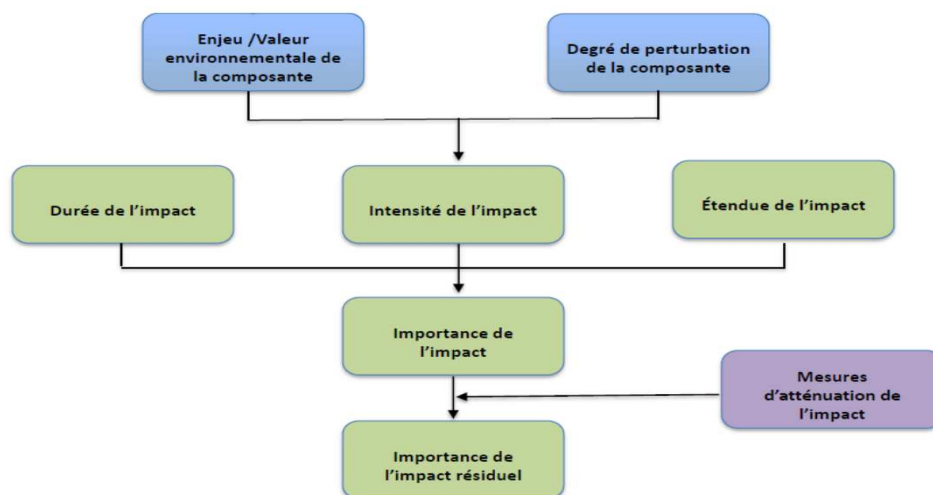 Enjeu /Valeur
environnementale de
la composante
Degré de perturbation
de la composante
Durée de l’impact
Intensité de l’impact
Étendue de l’impact
Importance de
l’impact
Mesures
d’atténuation de
l’impact
Importance de
l’impact résiduel